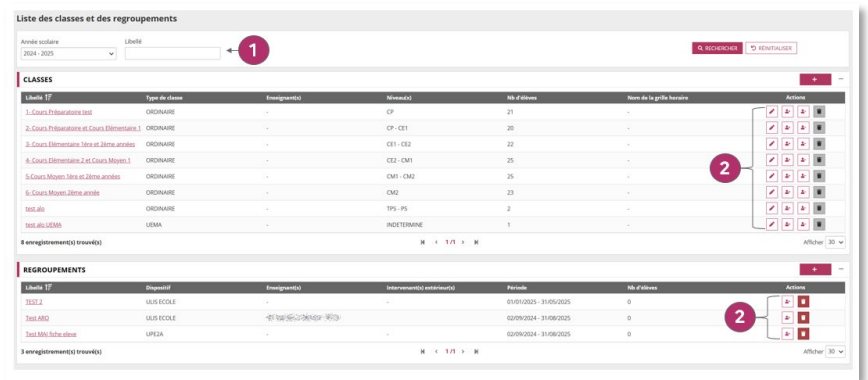 Liste des classes et des regroupements
Année scolaire Libellé
2024 - 2025
1
RECHERCHER RÉINITIALISER
CLASSES
+ −
Libellé Type de classe Enseignant(s) Niveau(x) Nb d'élèves Nom de la grille horaire Actions
1- Cours Préparatoire test ORDINAIRE - CP 21 -
2- Cours Préparatoire et Cours Elémentaire 1 ORDINAIRE - CP - CE1 20 -
3- Cours Elémentaire 1ère et 2ème années ORDINAIRE - CE1 - CE2 22 -
4- Cours Elémentaire 2 et Cours Moyen 1 ORDINAIRE - CE2 - CM1 25 -
5-Cours Moyen 1ère et 2ème années ORDINAIRE - CM1 - CM2 25 -
2
6- Cours Moyen 2ème année ORDINAIRE - CM2 23 -
test alo ORDINAIRE - TPS - PS 2 -
test alo UEMA UEMA - INDETERMINE 1 -
8 enregistrement(s) trouvé(s) 1 /1 Afficher 30
REGROUPEMENTS
+ −
Libellé Dispositif Enseignant(s) Intervenant(s) extérieur(s) Période Nb d'élèves Actions
TEST 2 ULIS ECOLE - - 01/01/2025 - 31/05/2025 0
Test ARO ULIS ECOLE - 02/09/2024 - 31/08/2025 0
2
Test MAJ fiche eleve UPE2A - - 02/09/2024 - 31/08/2025 0
3 enregistrement(s) trouvé(s) 1 /1 Afficher 30